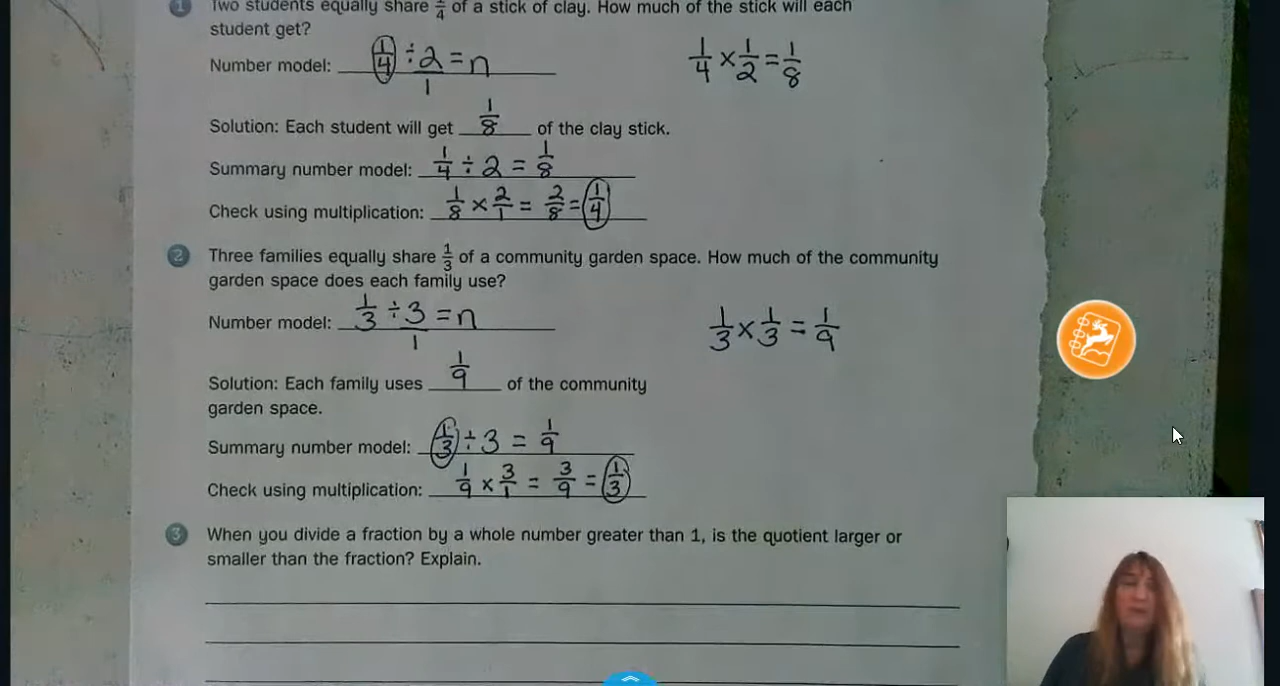 1 Two students equally share 1/4 of a stick of clay. How much of the stick will each
student get?
Number model: 1/4 ÷ 2/1 = n
1/4 × 1/2 = 1/8
Solution: Each student will get 1/8 of the clay stick.
Summary number model: 1/4 ÷ 2 = 1/8
Check using multiplication: 1/8 × 2/1 = 2/8 = 1/4
2 Three families equally share 1/3 of a community garden space. How much of the community
garden space does each family use?
Number model: 1/3 ÷ 3/1 = n
1/3 × 1/3 = 1/9
Solution: Each family uses 1/9 of the community
garden space.
Summary number model: 1/3 ÷ 3 = 1/9
Check using multiplication: 1/9 × 3/1 = 3/9 = 1/3
3 When you divide a fraction by a whole number greater than 1, is the quotient larger or
smaller than the fraction? Explain.